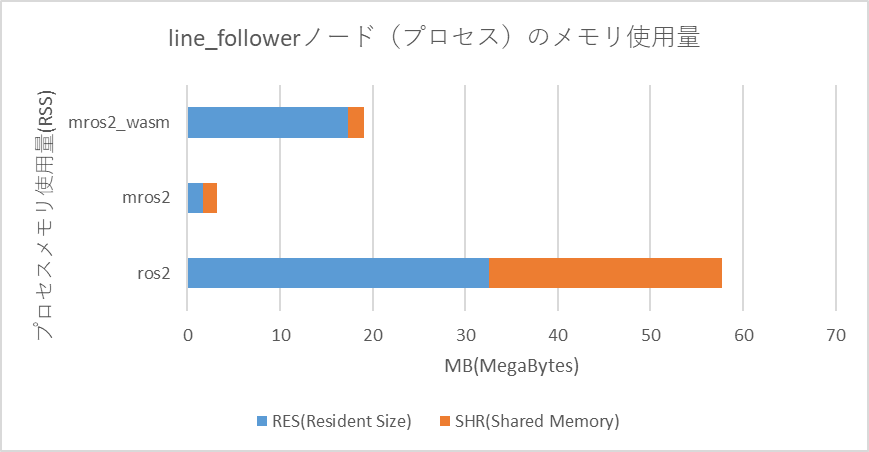 line_followerノード（プロセス）のメモリ使用量
プロセスメモリ使用量(RSS)
mros2_wasm
mros2
ros2
0 10 20 30 40 50 60 70
MB(MegaBytes)
RES(Resident Size) SHR(Shared Memory)